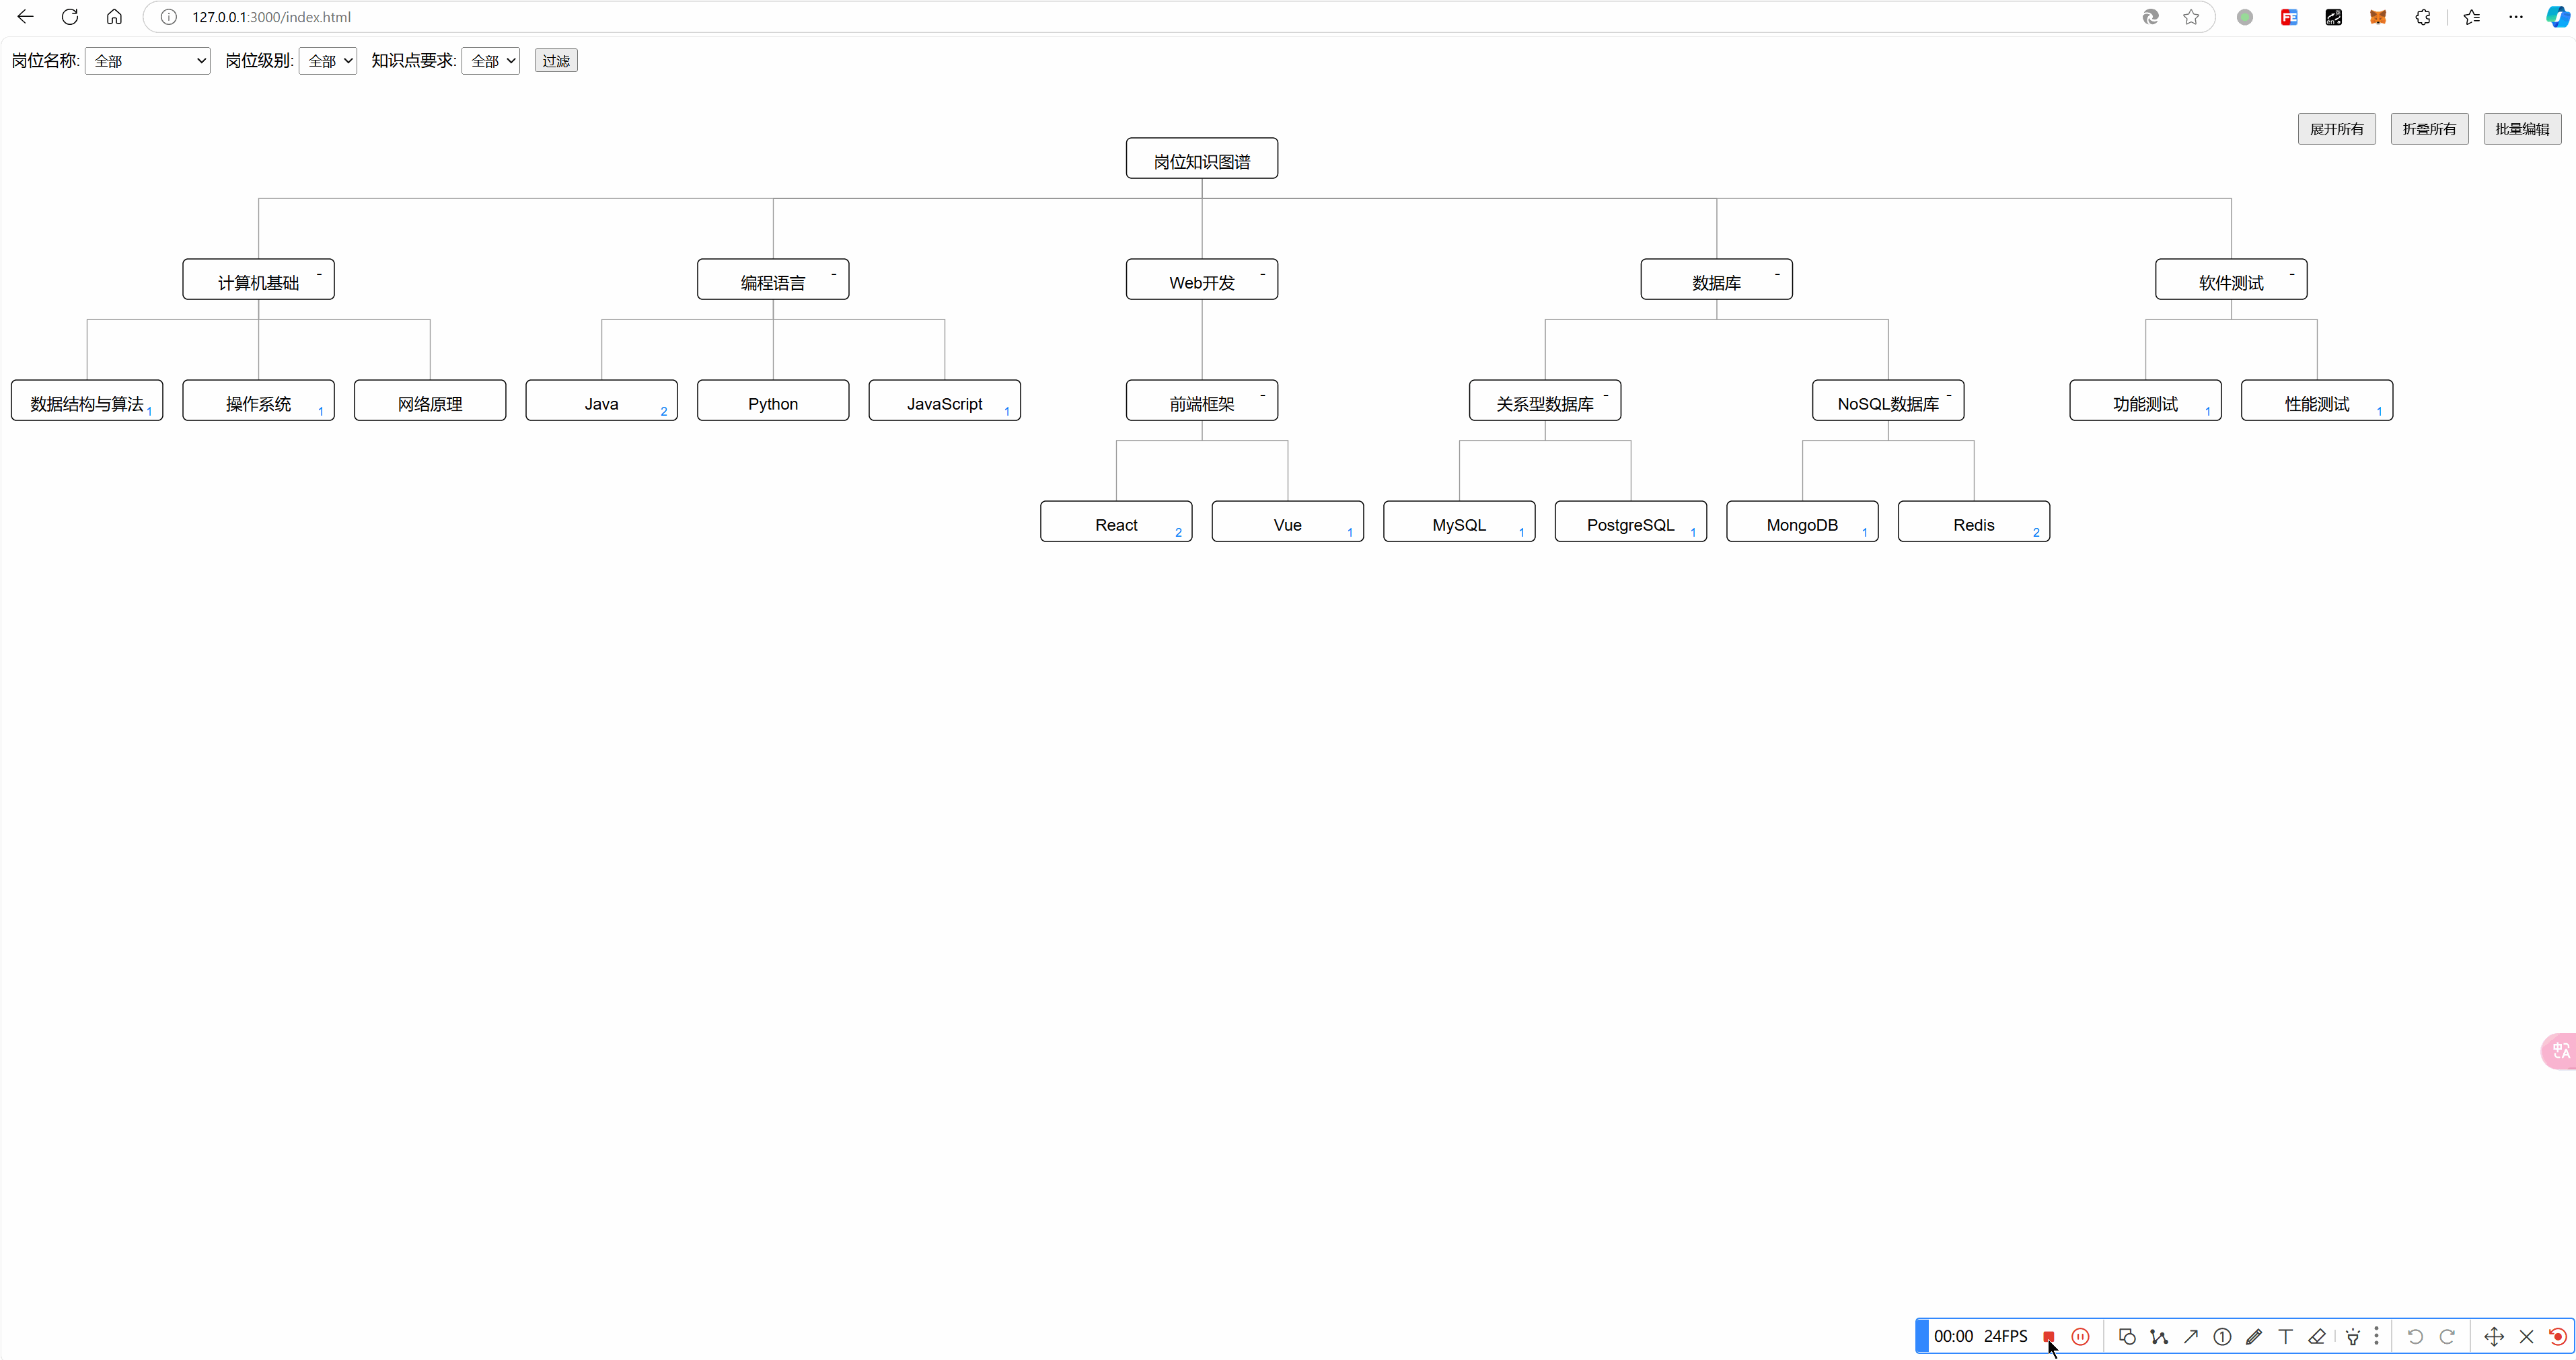 127.0.0.1:3000/index.html
岗位名称: 全部 岗位级别: 全部 知识点要求: 全部 过滤
展开所有 折叠所有 批量编辑
岗位知识图谱
计算机基础 - 编程语言 - Web开发 - 数据库 - 软件测试 -
数据结构与算法 1 操作系统 1 网络原理 Java 2 Python JavaScript 1 前端框架 - 关系型数据库 - NoSQL数据库 - 功能测试 1 性能测试 1
React 2 Vue 1 MySQL 1 PostgreSQL 1 MongoDB 1 Redis 2
00:00 24FPS